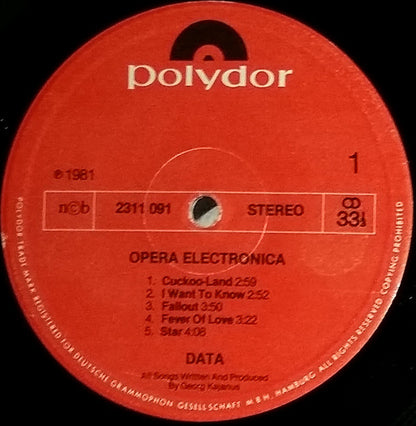 polydor
℗ 1981
1
n©b 2311 091 STEREO 33⅓
OPERA ELECTRONICA
1. Cuckoo-Land 2:59
2. I Want To Know 2:52
3. Fallout 3:50
4. Fever Of Love 3:22
5. Star 4:08
DATA
All Songs Written And Produced
By Georg Kajanus
POLYDOR TRADE MARK REGISTERED FOR DEUTSCHE GRAMMOPHON GESELLSCHAFT M B H. HAMBURG. ALL RIGHTS RESERVED COPYING PROHIBITED